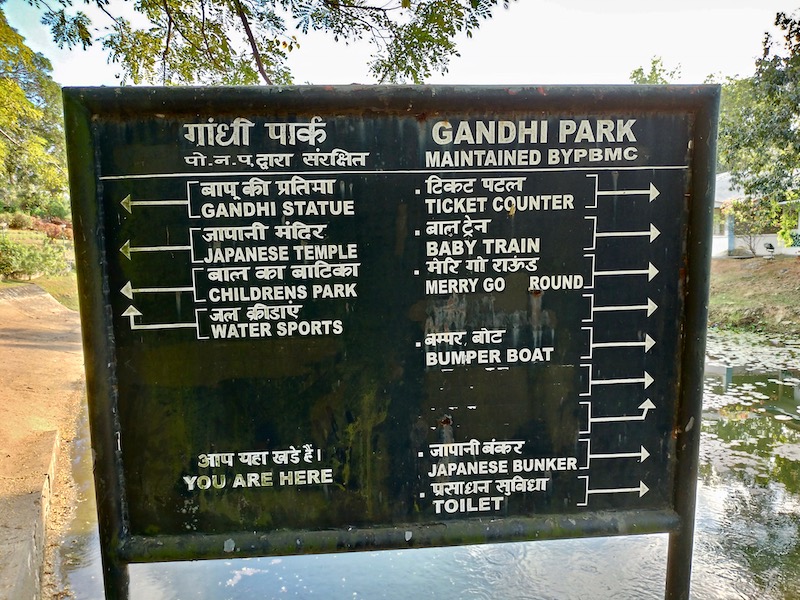 गांधी पार्क
पो.न.प.द्वारा संरक्षित
GANDHI PARK
MAINTAINED BYPBMC
बापू की प्रतिमा
GANDHI STATUE
जापानी मंदिर
JAPANESE TEMPLE
बाल का बाटिका
CHILDRENS PARK
जल क्रीडाएं
WATER SPORTS
आप यहा खडे हैं।
YOU ARE HERE
टिकट पटल
TICKET COUNTER
बाल ट्रेन
BABY TRAIN
मेरि गो राऊंड
MERRY GO ROUND
बम्पर बोट
BUMPER BOAT
जापानी बंकर
JAPANESE BUNKER
प्रसाधन सुविधा
TOILET